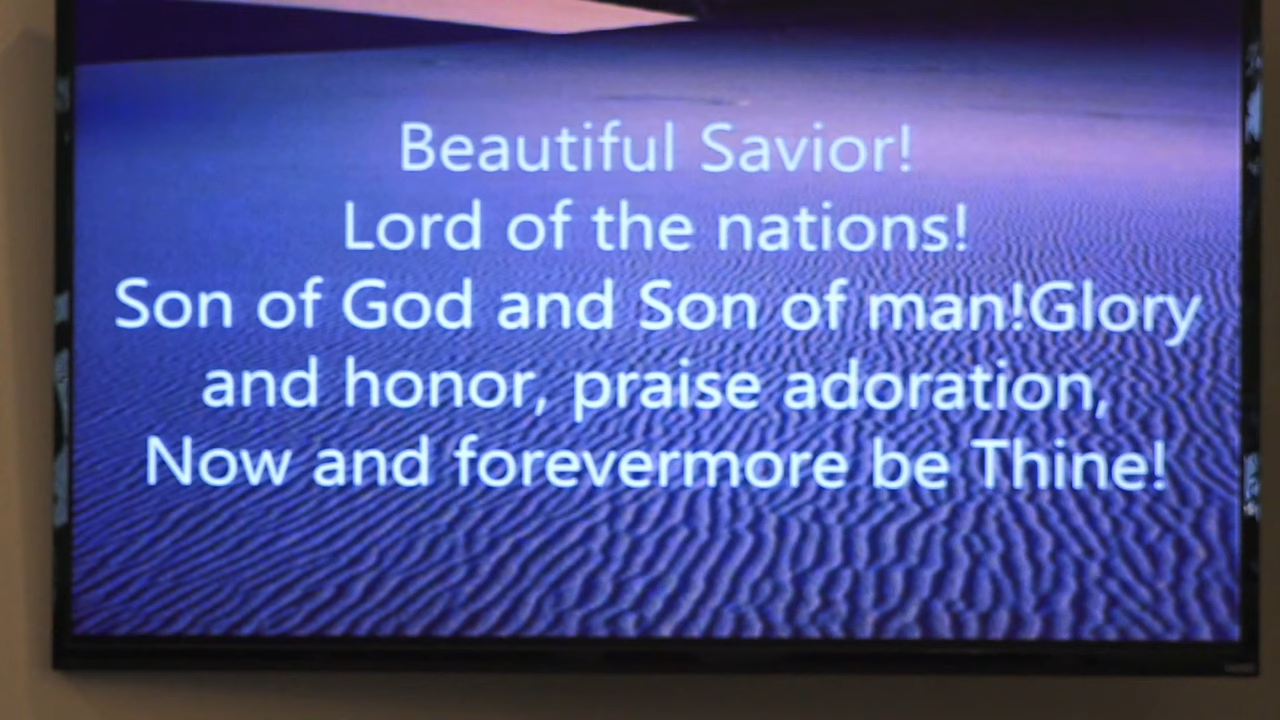 Beautiful Savior!
Lord of the nations!
Son of God and Son of man!Glory
and honor, praise adoration,
Now and forevermore be Thine!